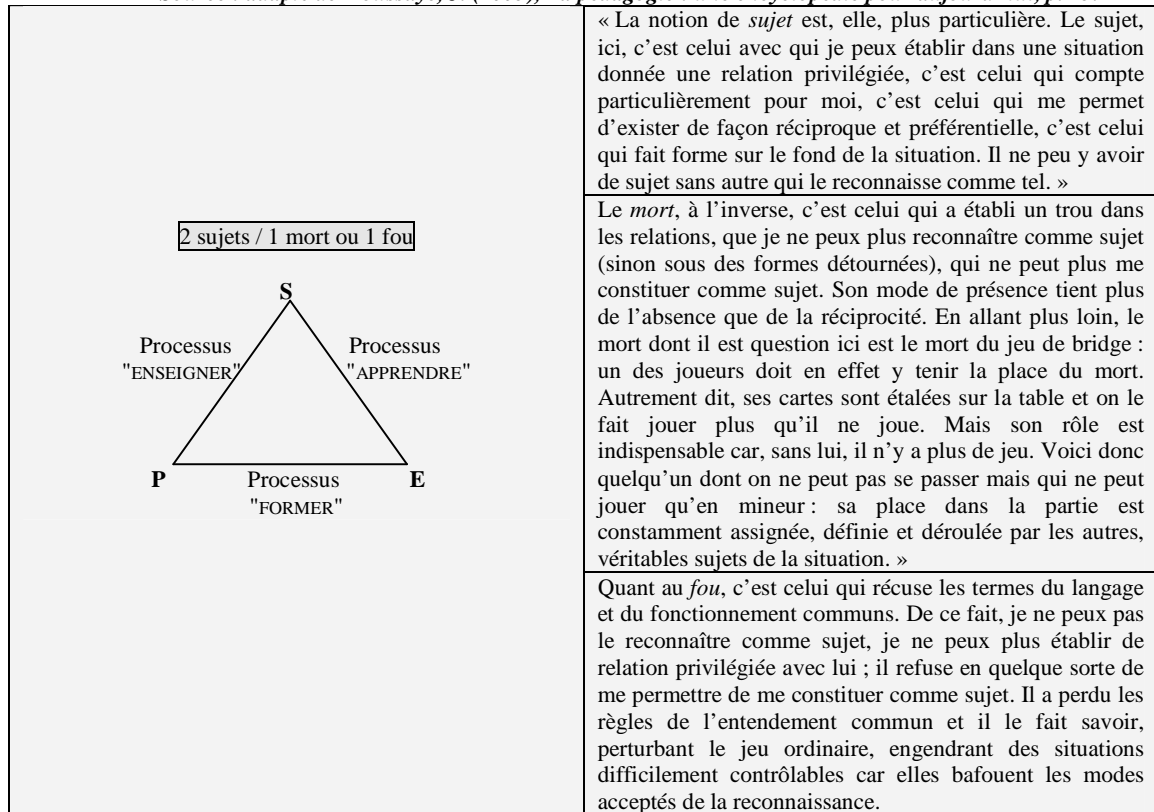 2 sujets / 1 mort ou 1 fou
S
Processus
"ENSEIGNER"
Processus
"APPRENDRE"
P
Processus
"FORMER"
E
« La notion de sujet est, elle, plus particulière. Le sujet,
ici, c'est celui avec qui je peux établir dans une situation
donnée une relation privilégiée, c'est celui qui compte
particulièrement pour moi, c'est celui qui me permet
d'exister de façon réciproque et préférentielle, c'est celui
qui fait forme sur le fond de la situation. Il ne peu y avoir
de sujet sans autre qui le reconnaisse comme tel. »
Le mort, à l'inverse, c'est celui qui a établi un trou dans
les relations, que je ne peux plus reconnaître comme sujet
(sinon sous des formes détournées), qui ne peut plus me
constituer comme sujet. Son mode de présence tient plus
de l'absence que de la réciprocité. En allant plus loin, le
mort dont il est question ici est le mort du jeu de bridge :
un des joueurs doit en effet y tenir la place du mort.
Autrement dit, ses cartes sont étalées sur la table et on le
fait jouer plus qu'il ne joue. Mais son rôle est
indispensable car, sans lui, il n'y a plus de jeu. Voici donc
quelqu'un dont on ne peut pas se passer mais qui ne peut
jouer qu'en mineur : sa place dans la partie est
constamment assignée, définie et déroulée par les autres,
véritables sujets de la situation. »
Quant au fou, c'est celui qui récuse les termes du langage
et du fonctionnement communs. De ce fait, je ne peux pas
le reconnaître comme sujet, je ne peux plus établir de
relation privilégiée avec lui ; il refuse en quelque sorte de
me permettre de me constituer comme sujet. Il a perdu les
règles de l'entendement commun et il le fait savoir,
perturbant le jeu ordinaire, engendrant des situations
difficilement contrôlables car elles bafouent les modes
acceptés de la reconnaissance.